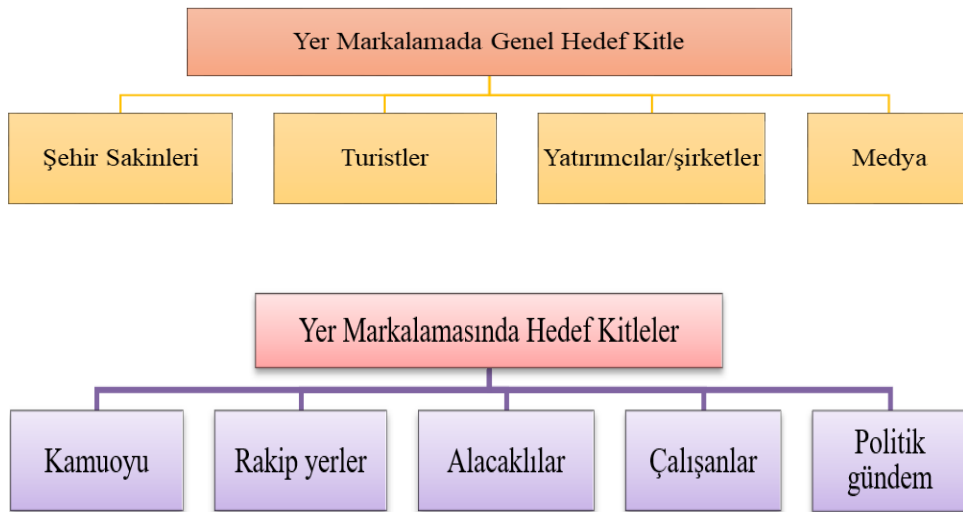 Yer Markalamada Genel Hedef Kitle
Şehir Sakinleri
Turistler
Yatırımcılar/şirketler
Medya
Yer Markalamasında Hedef Kitleler
Kamuoyu
Rakip yerler
Alacaklılar
Çalışanlar
Politik
gündem